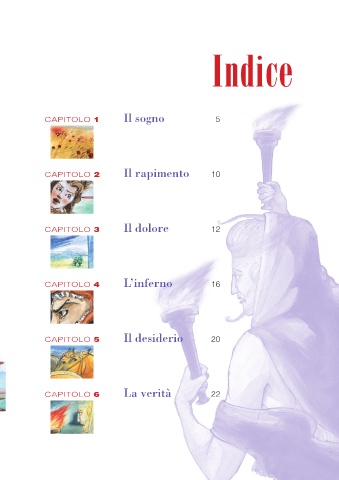 Indice
CAPITOLO 1 Il sogno 5
CAPITOLO 2 Il rapimento 10
CAPITOLO 3 Il dolore 12
CAPITOLO 4 L'inferno 16
CAPITOLO 5 Il desiderio 20
CAPITOLO 6 La verità 22